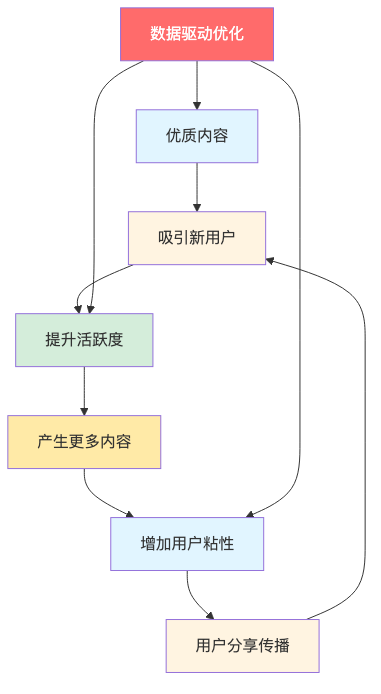 数据驱动优化
优质内容
吸引新用户
提升活跃度
产生更多内容
增加用户粘性
用户分享传播